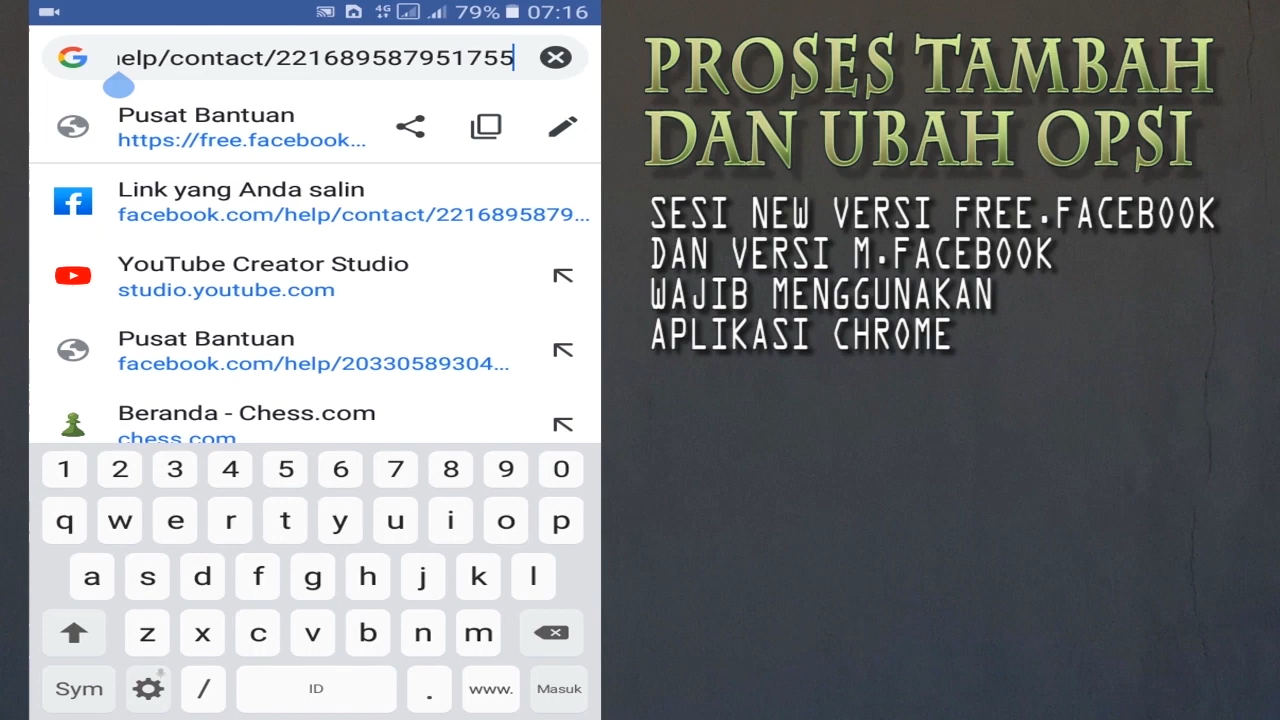 4G 79% 07:16
help/contact/221689587951755
Pusat Bantuan
https://free.facebook...
Link yang Anda salin
facebook.com/help/contact/2216895879...
YouTube Creator Studio
studio.youtube.com
Pusat Bantuan
facebook.com/help/20330589304...
Beranda - Chess.com
chess.com
1 2 3 4 5 6 7 8 9 0
q w e r t y u i o p
a s d f g h j k l
z x c v b n m
Sym / ID . www. Masuk
PROSES TAMBAH
DAN UBAH OPSI
SESI NEW VERSI FREE.FACEBOOK
DAN VERSI M.FACEBOOK
WAJIB MENGGUNAKAN
APLIKASI CHROME